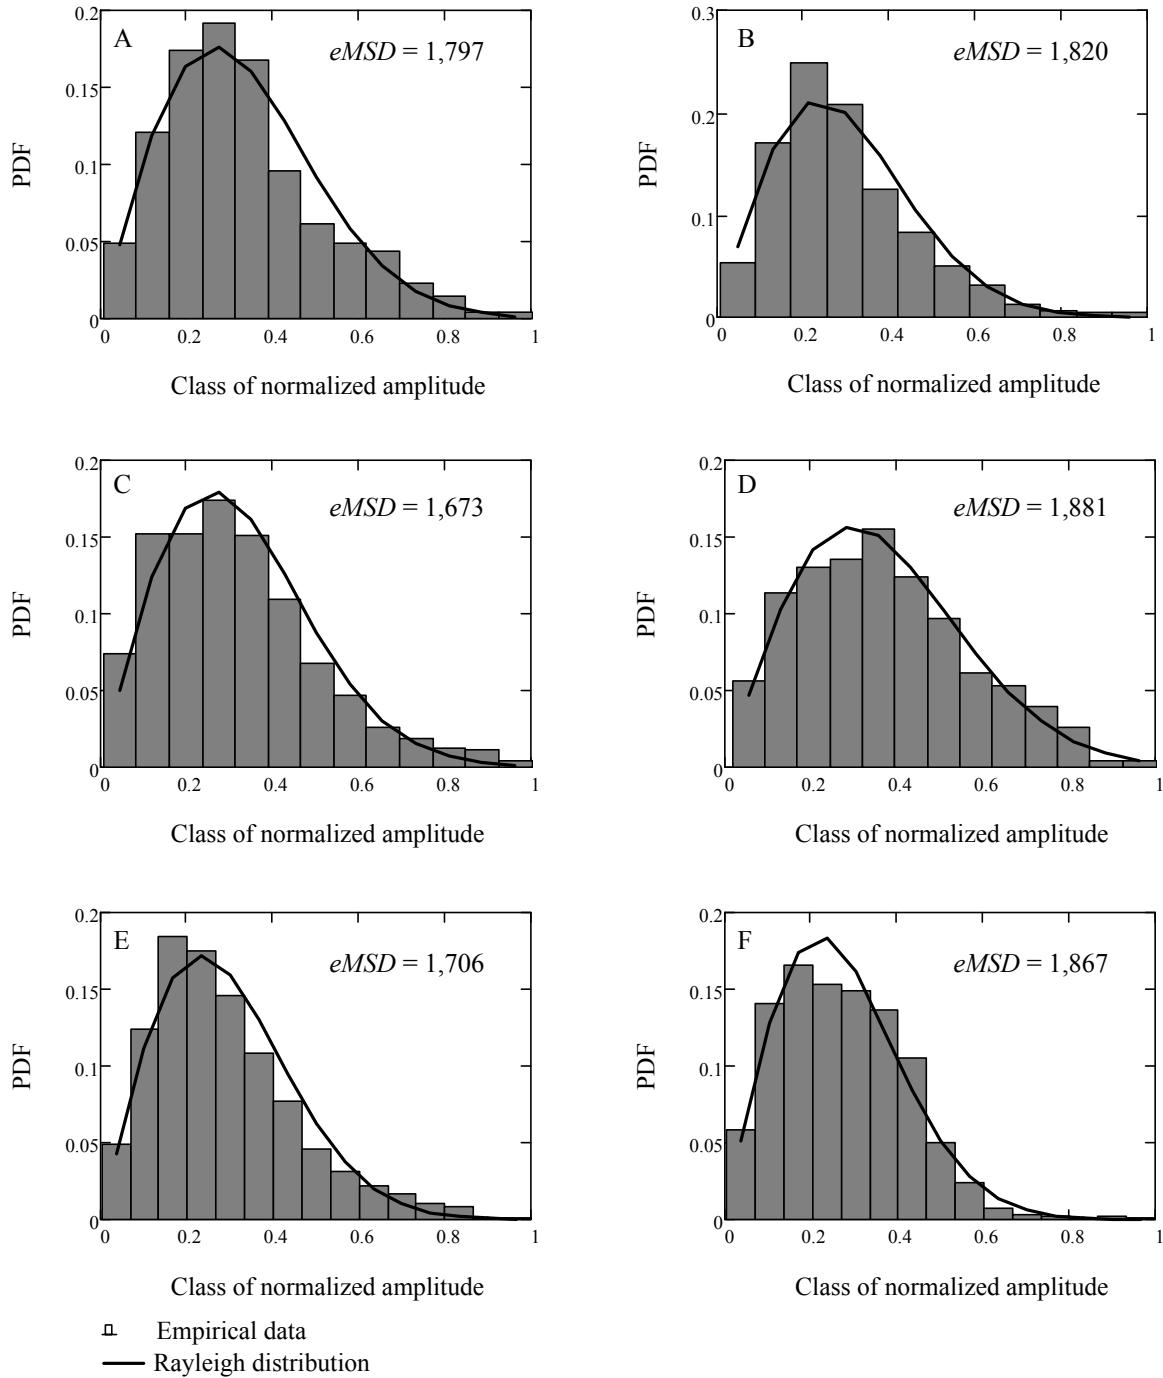 A
eMSD = 1,797
PDF
0.2
0.15
0.1
0.05
0
0 0.2 0.4 0.6 0.8 1
Class of normalized amplitude
B
eMSD = 1,820
PDF
0.3
0.2
0.1
0
0 0.2 0.4 0.6 0.8 1
Class of normalized amplitude
C
eMSD = 1,673
PDF
0.2
0.15
0.1
0.05
0
0 0.2 0.4 0.6 0.8 1
Class of normalized amplitude
D
eMSD = 1,881
PDF
0.2
0.15
0.1
0.05
0
0 0.2 0.4 0.6 0.8 1
Class of normalized amplitude
E
eMSD = 1,706
PDF
0.2
0.15
0.1
0.05
0
0 0.2 0.4 0.6 0.8 1
Class of normalized amplitude
F
eMSD = 1,867
PDF
0.2
0.15
0.1
0.05
0
0 0.2 0.4 0.6 0.8 1
Class of normalized amplitude
Empirical data
Rayleigh distribution